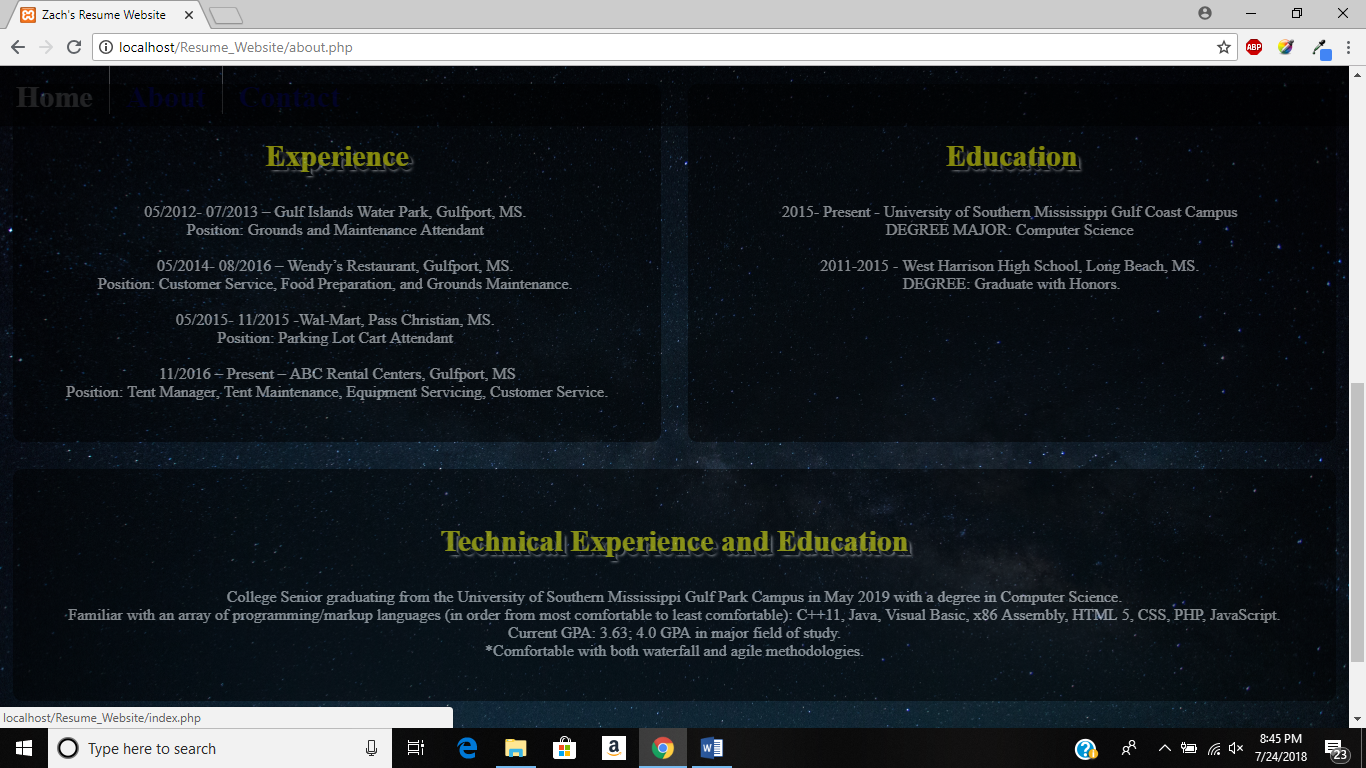 Zach's Resume Website
localhost/Resume_Website/about.php
ABP
Home About Contact
Experience
05/2012- 07/2013 – Gulf Islands Water Park, Gulfport, MS.
Position: Grounds and Maintenance Attendant
05/2014- 08/2016 – Wendy’s Restaurant, Gulfport, MS.
Position: Customer Service, Food Preparation, and Grounds Maintenance.
05/2015- 11/2015 -Wal-Mart, Pass Christian, MS.
Position: Parking Lot Cart Attendant
11/2016 – Present – ABC Rental Centers, Gulfport, MS
Position: Tent Manager, Tent Maintenance, Equipment Servicing, Customer Service.
Education
2015- Present - University of Southern Mississippi Gulf Coast Campus
DEGREE MAJOR: Computer Science
2011-2015 - West Harrison High School, Long Beach, MS.
DEGREE: Graduate with Honors.
Technical Experience and Education
College Senior graduating from the University of Southern Mississippi Gulf Park Campus in May 2019 with a degree in Computer Science.
Familiar with an array of programming/markup languages (in order from most comfortable to least comfortable): C++11, Java, Visual Basic, x86 Assembly, HTML 5, CSS, PHP, JavaScript.
Current GPA: 3.63; 4.0 GPA in major field of study.
*Comfortable with both waterfall and agile methodologies.
localhost/Resume_Website/index.php
Type here to search
8:45 PM
7/24/2018
23